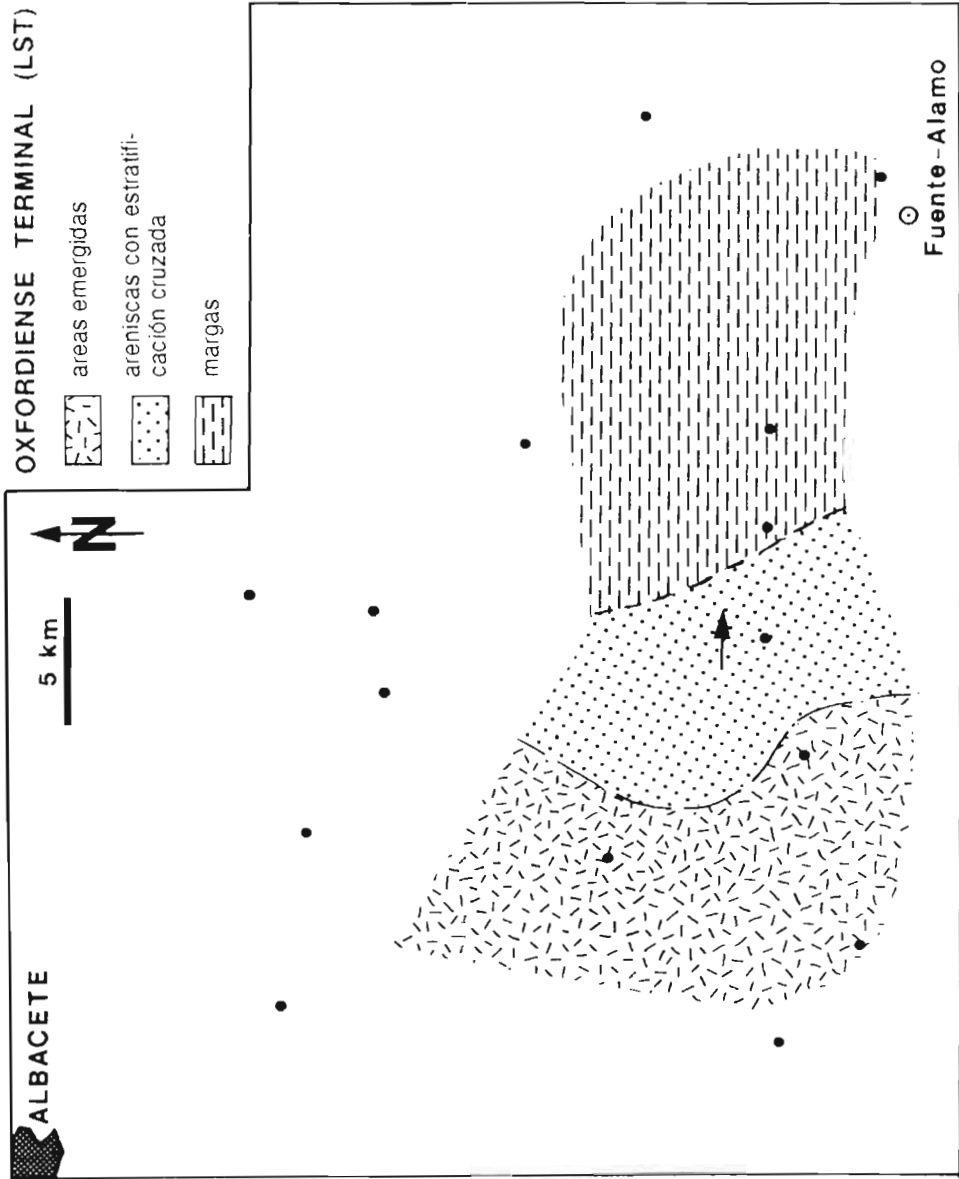 OXFORDIENSE TERMINAL (LST)
areas emergidas
areniscas con estratifi-
cación cruzada
margas
N
5 km
ALBACETE
Fuente-Alamo